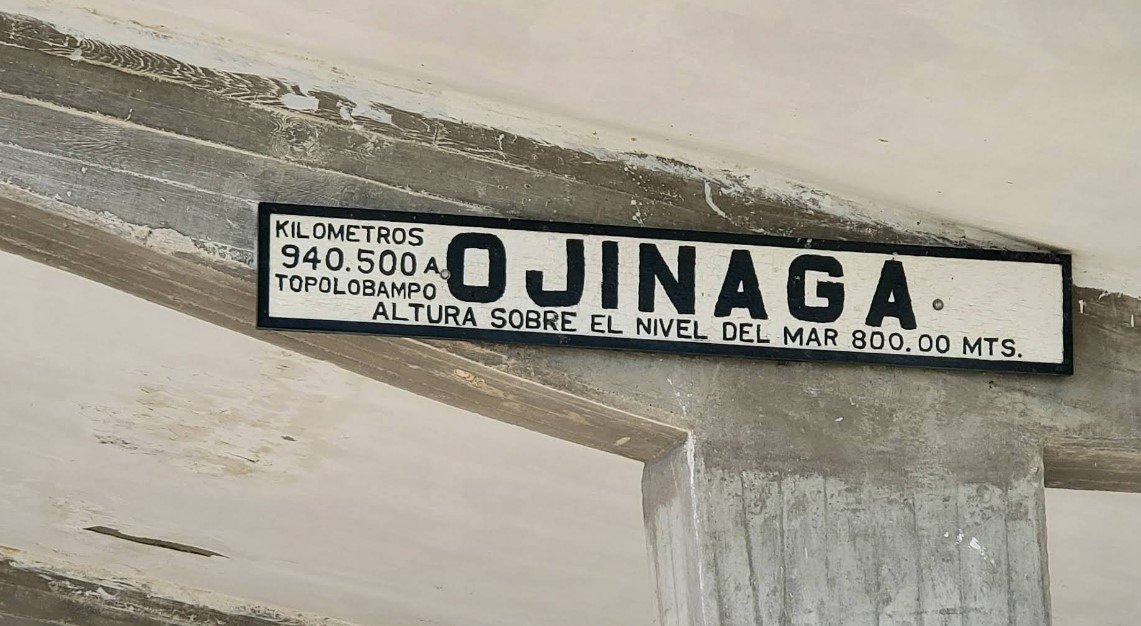 KILOMETROS
940.500 A
TOPOLOBAMPO
OJINAGA
ALTURA SOBRE EL NIVEL DEL MAR 800.00 MTS.